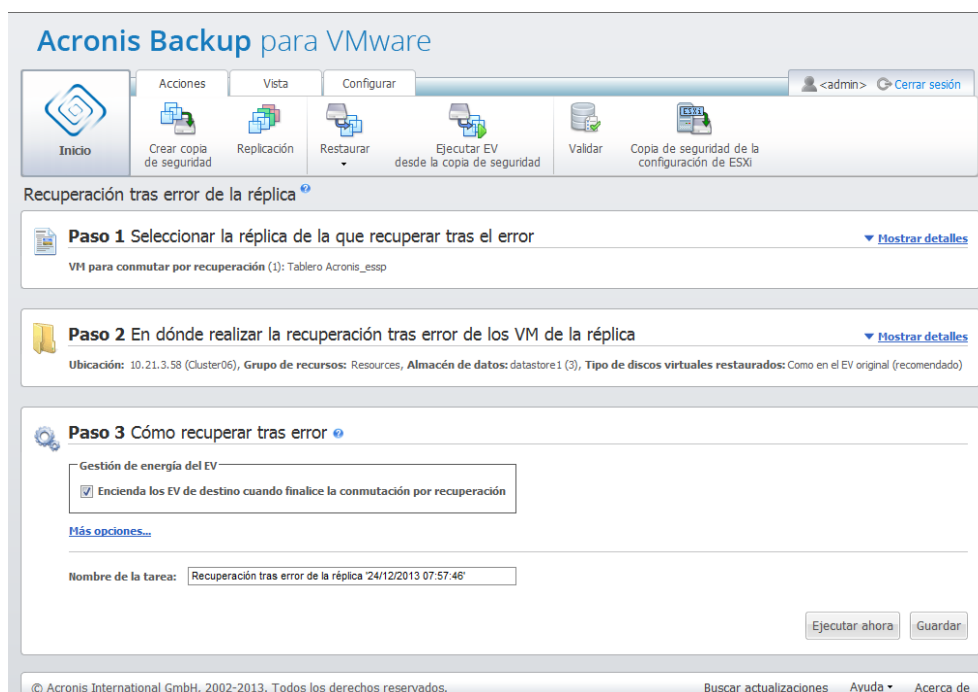 Acronis Backup para VMware
Acciones
Vista
Configurar
<admin>
Cerrar sesión
Inicio
Crear copia
de seguridad
Replicación
Restaurar
Ejecutar EV
desde la copia de seguridad
Validar
ESXi
Copia de seguridad de la
configuración de ESXi
Recuperación tras error de la réplica ?
Paso 1 Seleccionar la réplica de la que recuperar tras el error
Mostrar detalles
VM para conmutar por recuperación (1): Tablero Acronis_essp
Paso 2 En dónde realizar la recuperación tras error de los VM de la réplica
Mostrar detalles
Ubicación: 10.21.3.58 (Cluster06), Grupo de recursos: Resources, Almacén de datos: datastore1 (3), Tipo de discos virtuales restaurados: Como en el EV original (recomendado)
Paso 3 Cómo recuperar tras error ?
Gestión de energía del EV
Encienda los EV de destino cuando finalice la conmutación por recuperación
Más opciones...
Nombre de la tarea: Recuperación tras error de la réplica '24/12/2013 07:57:46'
Ejecutar ahora
Guardar
© Acronis International GmbH, 2002-2013. Todos los derechos reservados.
Buscar actualizaciones
Ayuda
Acerca de